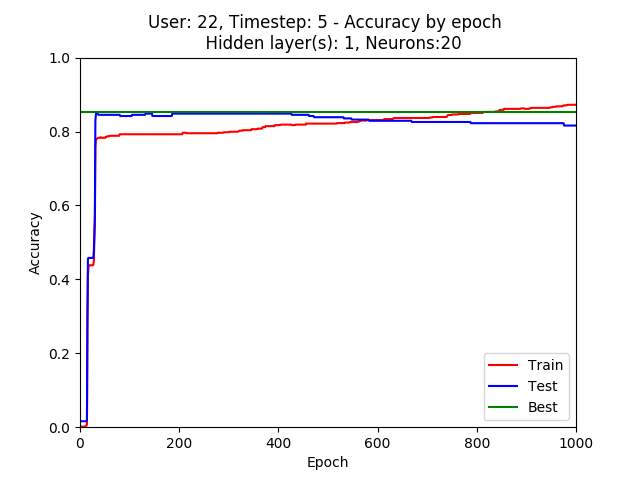 User: 22, Timestep: 5 - Accuracy by epoch
Hidden layer(s): 1, Neurons:20
1.0
0.8
0.6
0.4
0.2
0.0
Accuracy
Train
Test
Best
0 200 400 600 800 1000
Epoch